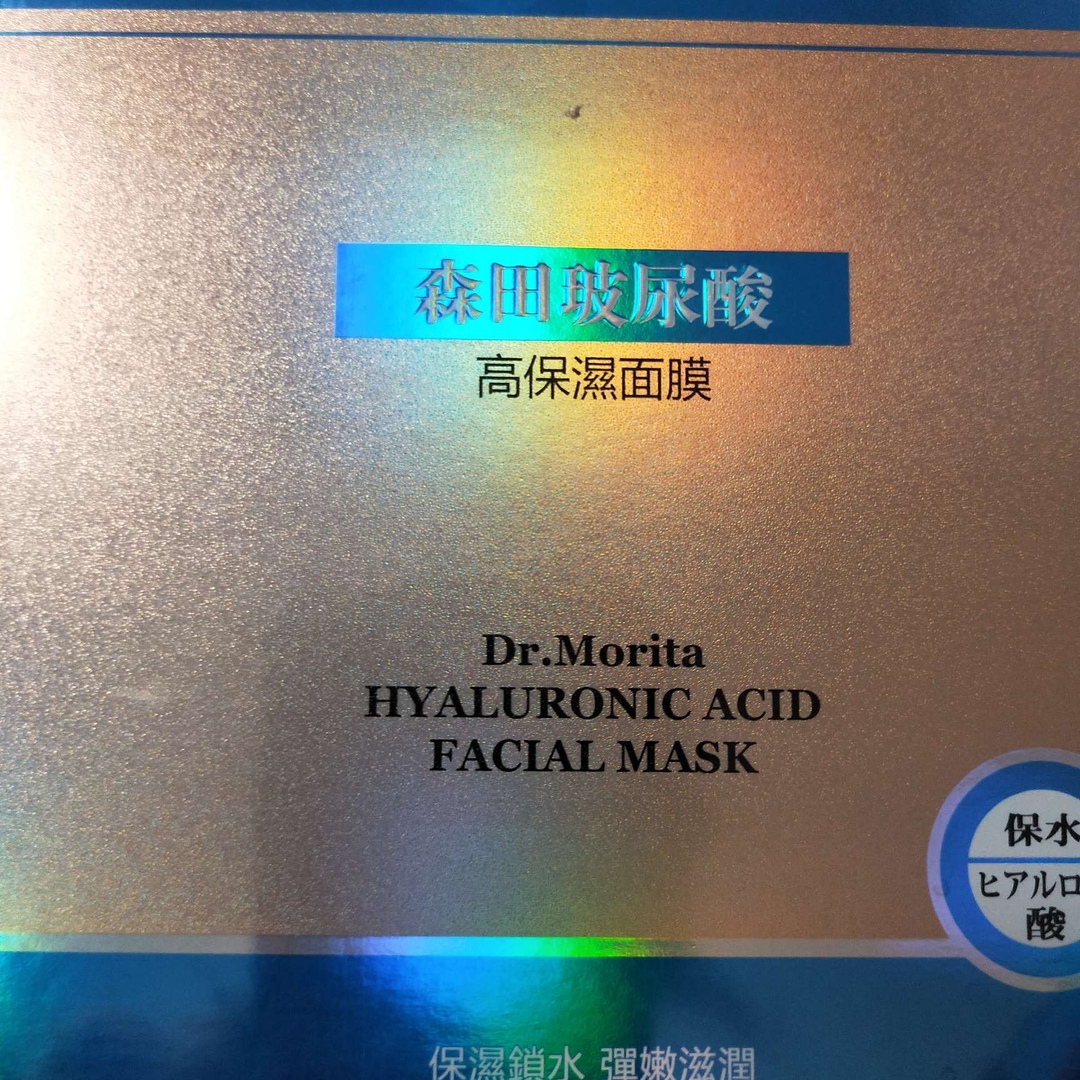 森田玻尿酸
高保濕面膜
Dr.Morita
HYALURONIC ACID
FACIAL MASK
保水
ヒアルロ
酸
保濕鎖水 彈嫩滋潤